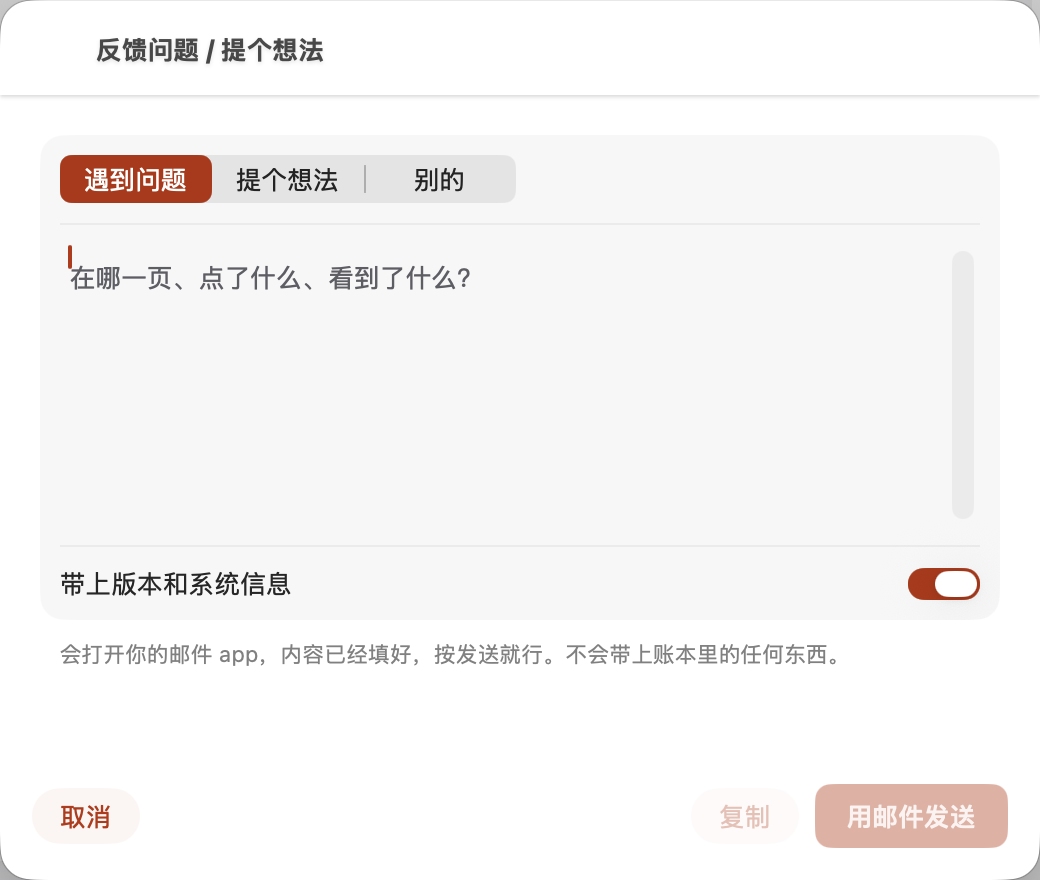 反馈问题 / 提个想法
遇到问题 提个想法 别的
在哪一页、点了什么、看到了什么？
带上版本和系统信息
会打开你的邮件 app，内容已经填好，按发送就行。不会带上账本里的任何东西。
取消 复制 用邮件发送